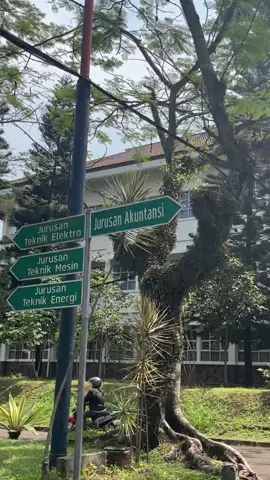 Jurusan
Teknik Elektro
Jurusan
Teknik Mesin
Jurusan
Teknik Energi
Jurusan Akuntansi